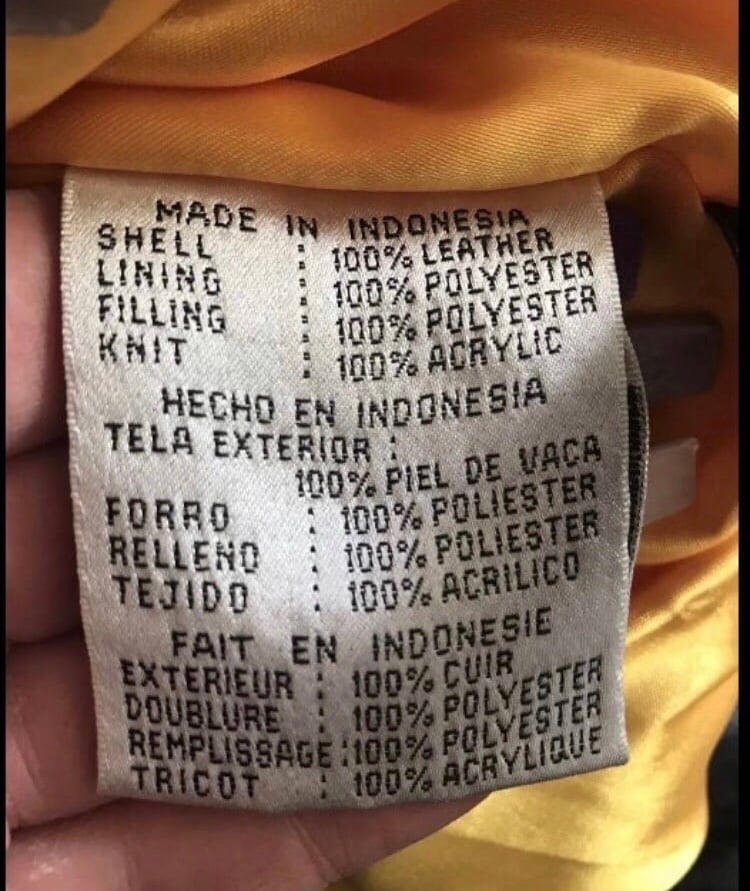 MADE IN INDONESIA
SHELL : 100% LEATHER
LINING : 100% POLYESTER
FILLING : 100% POLYESTER
KNIT : 100% ACRYLIC
HECHO EN INDONESIA
TELA EXTERIOR :
100% PIEL DE VACA
FORRO : 100% POLIESTER
RELLENO : 100% POLIESTER
TEJIDO : 100% ACRILICO
FAIT EN INDONESIE
EXTERIEUR : 100% CUIR
DOUBLURE : 100% POLYESTER
REMPLISSAGE : 100% POLYESTER
TRICOT : 100% ACRYLIQUE